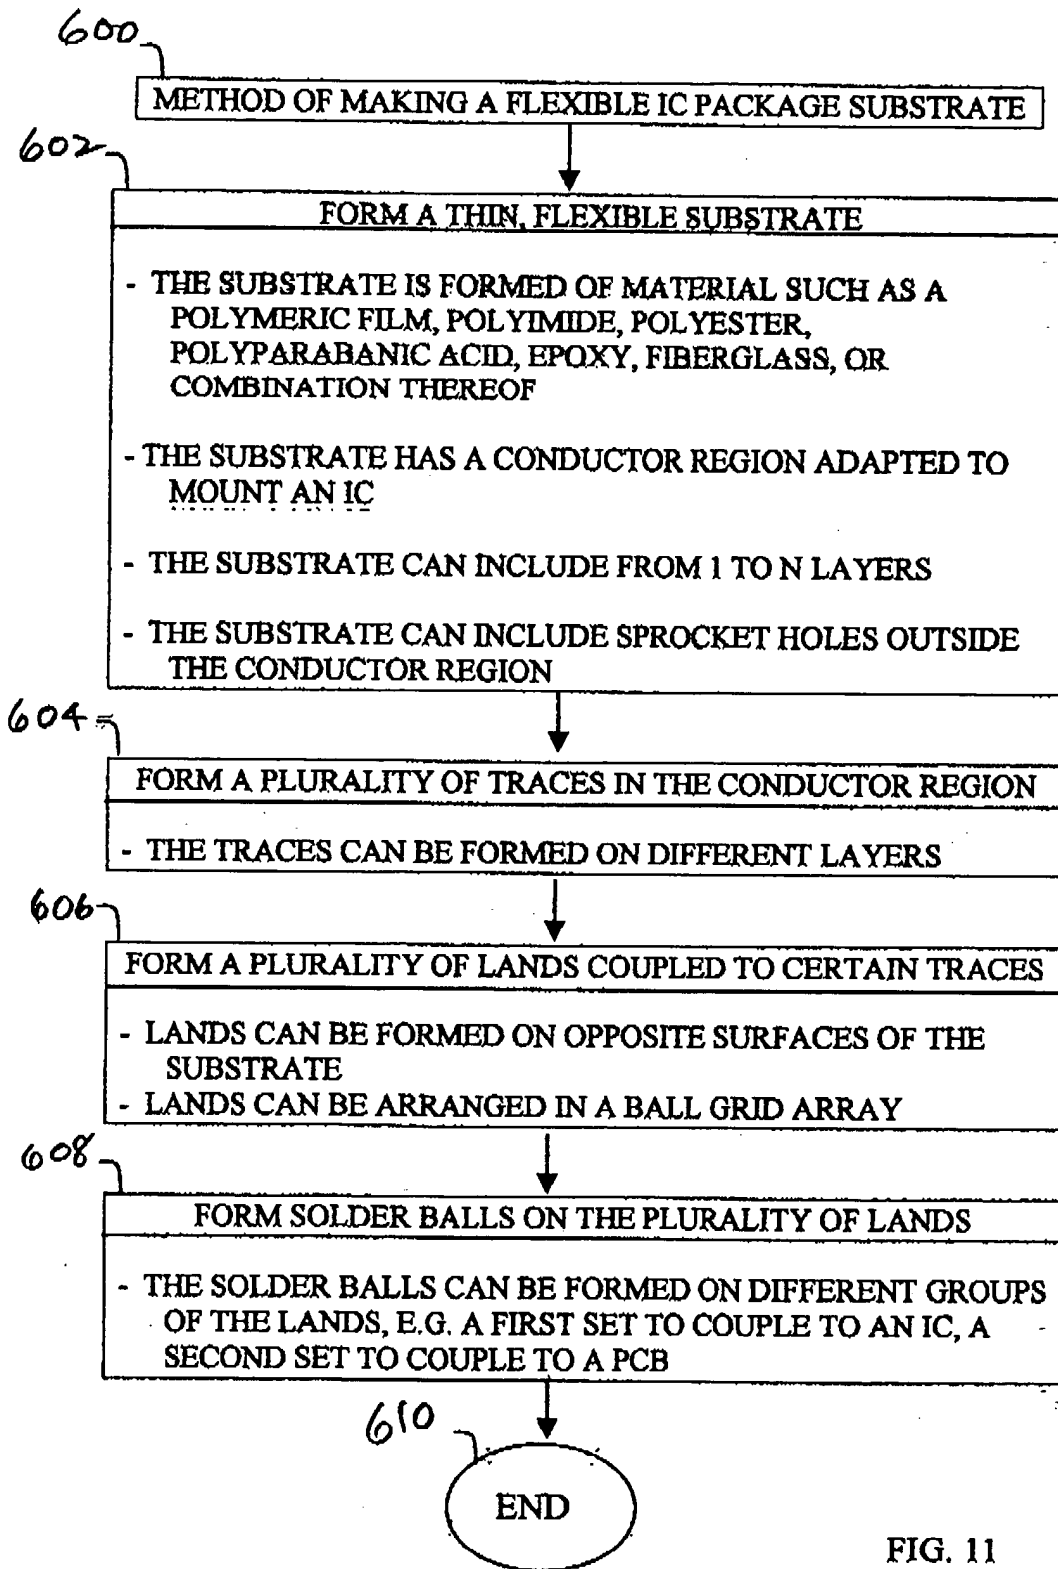 600
METHOD OF MAKING A FLEXIBLE IC PACKAGE SUBSTRATE
602
FORM A THIN, FLEXIBLE SUBSTRATE
- THE SUBSTRATE IS FORMED OF MATERIAL SUCH AS A
POLYMERIC FILM, POLYIMIDE, POLYESTER,
POLYPARABANIC ACID, EPOXY, FIBERGLASS, OR
COMBINATION THEREOF
- THE SUBSTRATE HAS A CONDUCTOR REGION ADAPTED TO
MOUNT AN IC
- THE SUBSTRATE CAN INCLUDE FROM 1 TO N LAYERS
- THE SUBSTRATE CAN INCLUDE SPROCKET HOLES OUTSIDE
THE CONDUCTOR REGION
604
FORM A PLURALITY OF TRACES IN THE CONDUCTOR REGION
- THE TRACES CAN BE FORMED ON DIFFERENT LAYERS
606
FORM A PLURALITY OF LANDS COUPLED TO CERTAIN TRACES
- LANDS CAN BE FORMED ON OPPOSITE SURFACES OF THE
SUBSTRATE
- LANDS CAN BE ARRANGED IN A BALL GRID ARRAY
608
FORM SOLDER BALLS ON THE PLURALITY OF LANDS
- THE SOLDER BALLS CAN BE FORMED ON DIFFERENT GROUPS
OF THE LANDS, E.G. A FIRST SET TO COUPLE TO AN IC, A
SECOND SET TO COUPLE TO A PCB
610
END
FIG. 11